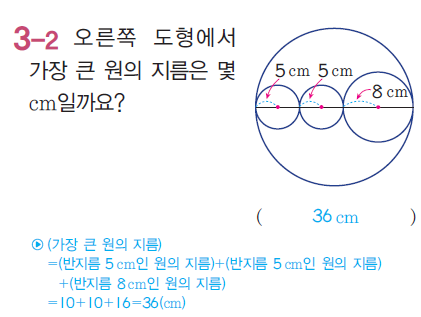 3-2 오른쪽 도형에서
가장 큰 원의 지름은 몇
cm일까요?
5 cm 5 cm
8 cm
( 36 cm )
▶ (가장 큰 원의 지름)
=(반지름 5 cm인 원의 지름)+(반지름 5 cm인 원의 지름)
+(반지름 8 cm인 원의 지름)
=10+10+16=36(cm)